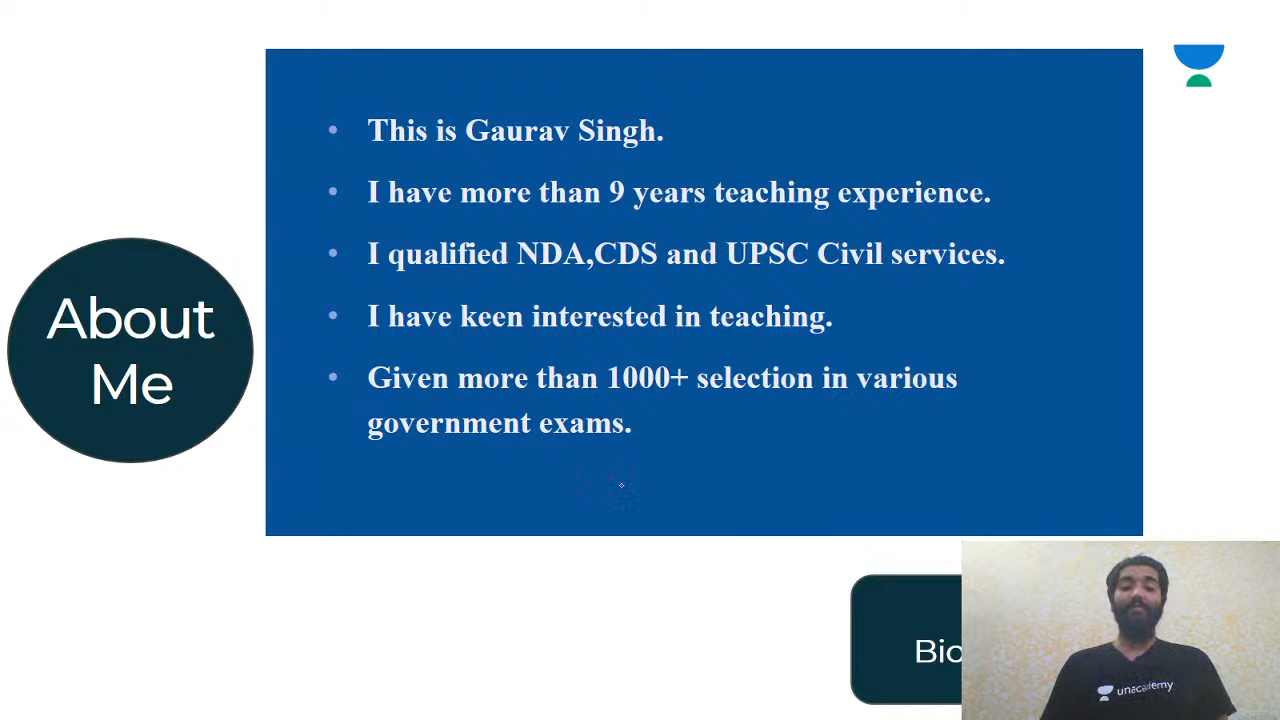 This is Gaurav Singh.
I have more than 9 years teaching experience.
I qualified NDA,CDS and UPSC Civil services.
I have keen interested in teaching.
Given more than 1000+ selection in various
government exams.
About
Me
unacademy